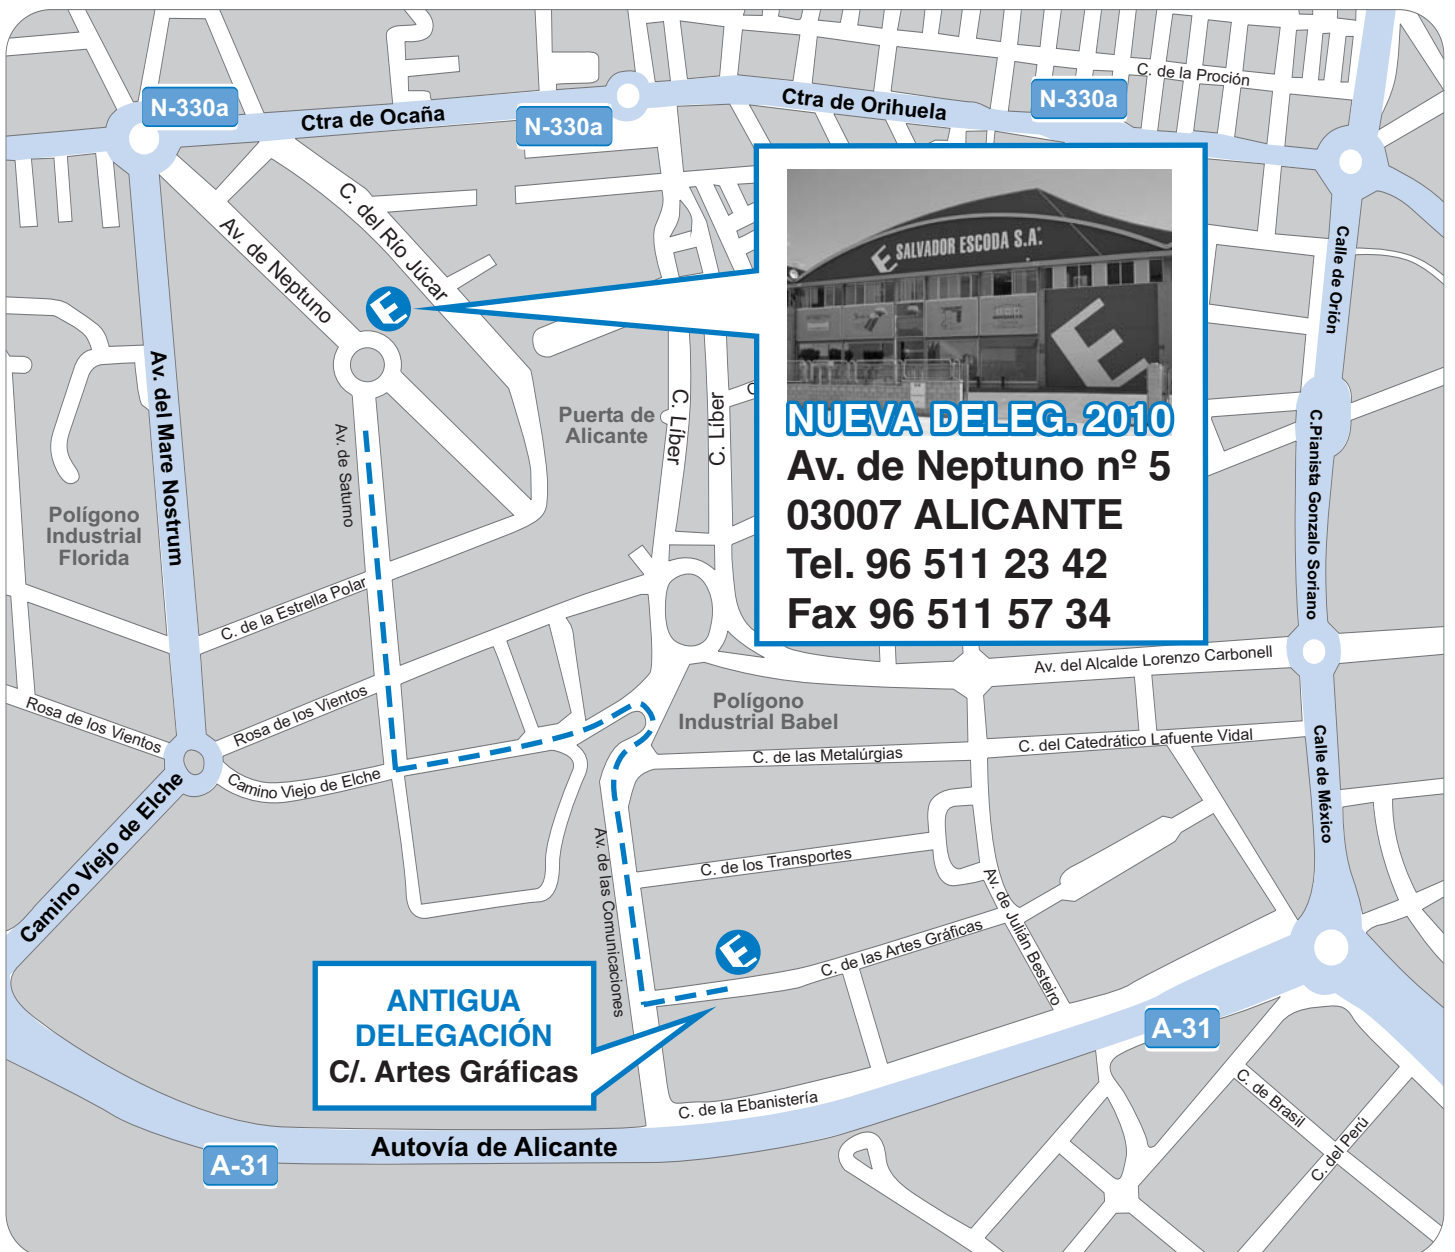 C. de la Proción
N-330a
N-330a
Ctra de Ocaña
N-330a
Ctra de Orihuela
C. del Río Júcar
Av. de Neptuno
E
E SALVADOR ESCODA S.A.
E
NUEVA DELEG. 2010
Av. de Neptuno nº 5
03007 ALICANTE
Tel. 96 511 23 42
Fax 96 511 57 34
Calle de Orión
Av. del Mare Nostrum
Puerta de
Alicante
C. Líber
C. Líber
C
Av. de Saturno
C.Pianista Gonzalo Soriano
Polígono
Industrial
Florida
C. de la Estrella Polar
Av. del Alcalde Lorenzo Carbonell
Rosa de los Vientos
Rosa de los Vientos
Polígono
Industrial Babel
C. de las Metalúrgias
C. del Catedrático Lafuente Vidal
Calle de México
Camino Viejo de Elche
Camino Viejo de Elche
Av. de las Comunicaciones
C. de los Transportes
Av. de Julián Besteiro
C. de las Artes Gráficas
E
ANTIGUA
DELEGACIÓN
C/. Artes Gráficas
A-31
C. de la Ebanistería
C. de Brasil
C. del Perú
Autovía de Alicante
A-31